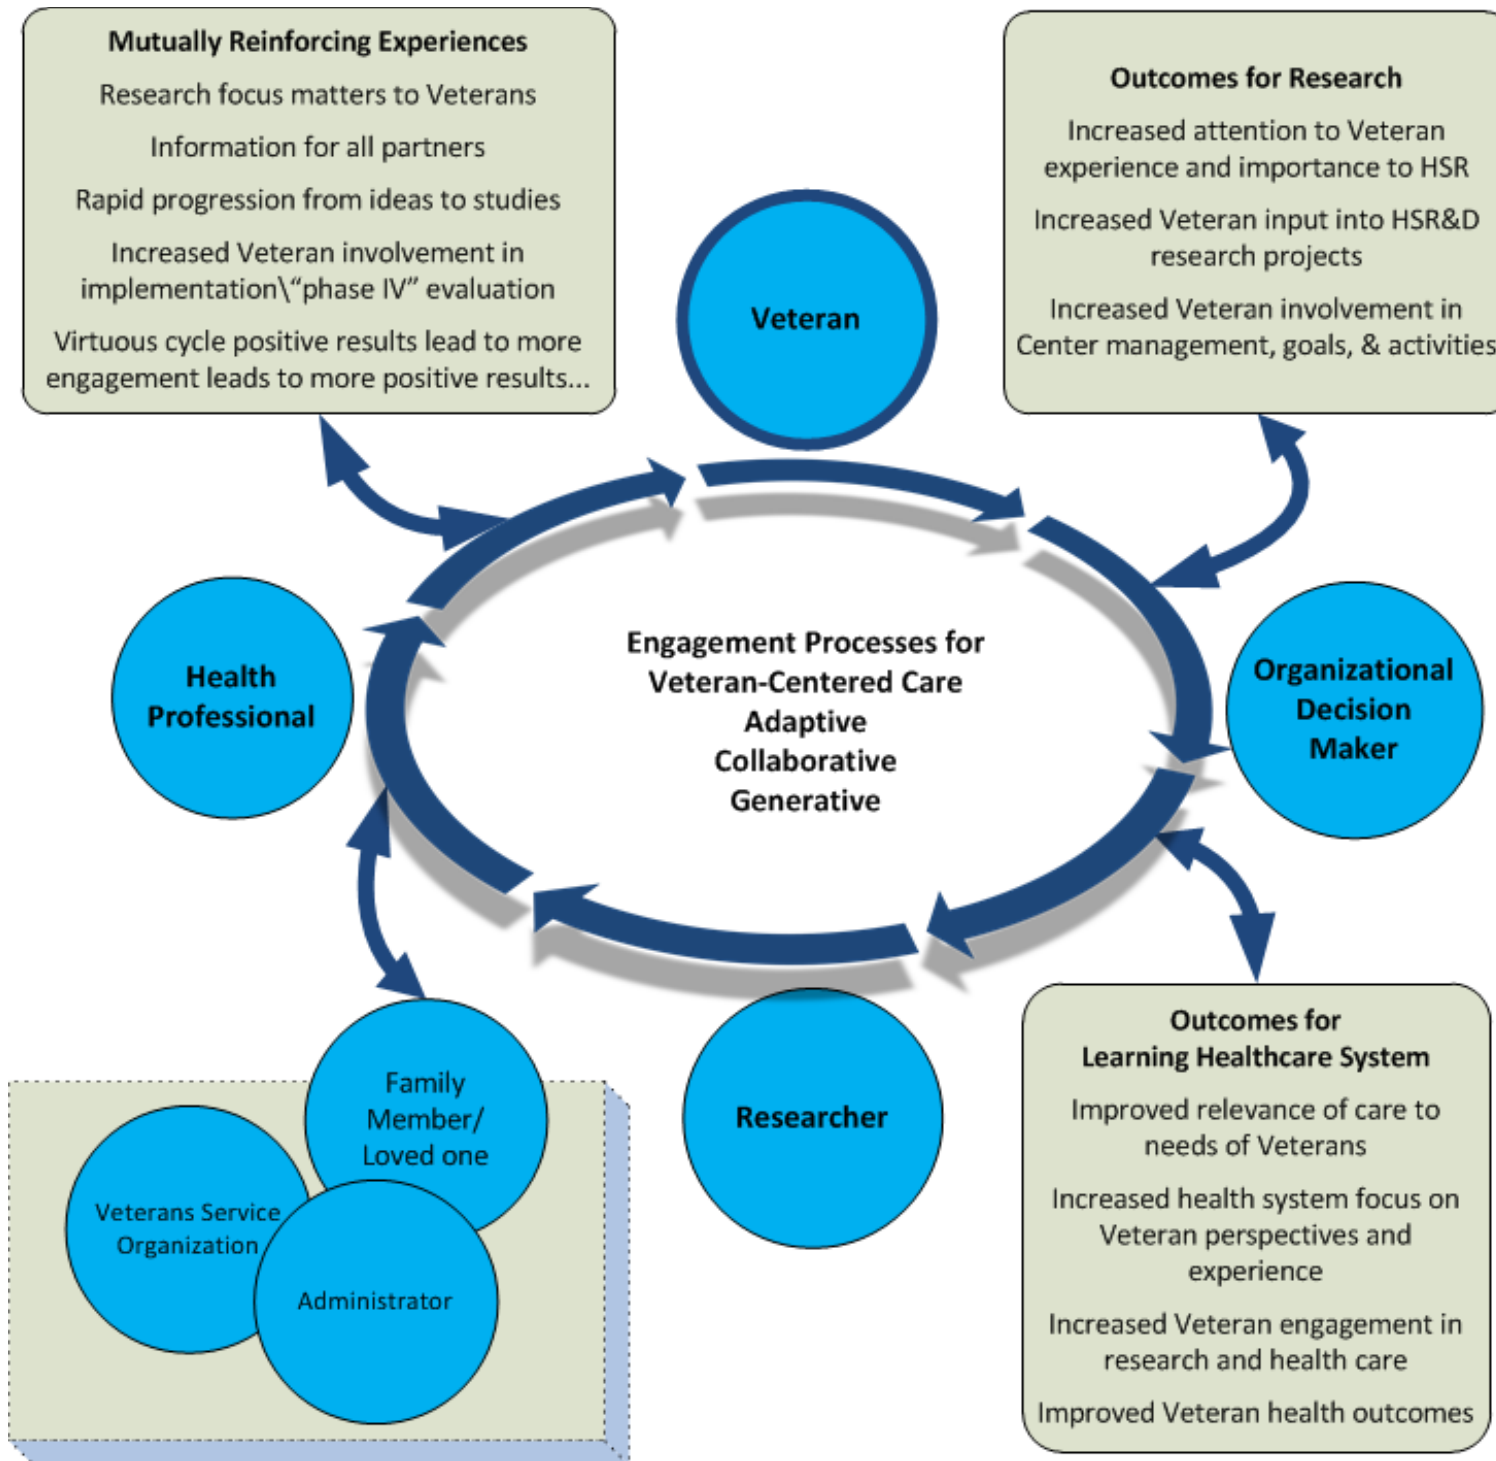 Mutually Reinforcing Experiences
Research focus matters to Veterans
Information for all partners
Rapid progression from ideas to studies
Increased Veteran involvement in
implementation\“phase IV” evaluation
Virtuous cycle positive results lead to more
engagement leads to more positive results...
Outcomes for Research
Increased attention to Veteran
experience and importance to HSR
Increased Veteran input into HSR&D
research projects
Increased Veteran involvement in
Center management, goals, & activities
Veteran
Health
Professional
Engagement Processes for
Veteran-Centered Care
Adaptive
Collaborative
Generative
Organizational
Decision
Maker
Researcher
Family
Member/
Loved one
Veterans Service
Organization
Administrator
Outcomes for
Learning Healthcare System
Improved relevance of care to
needs of Veterans
Increased health system focus on
Veteran perspectives and
experience
Increased Veteran engagement in
research and health care
Improved Veteran health outcomes